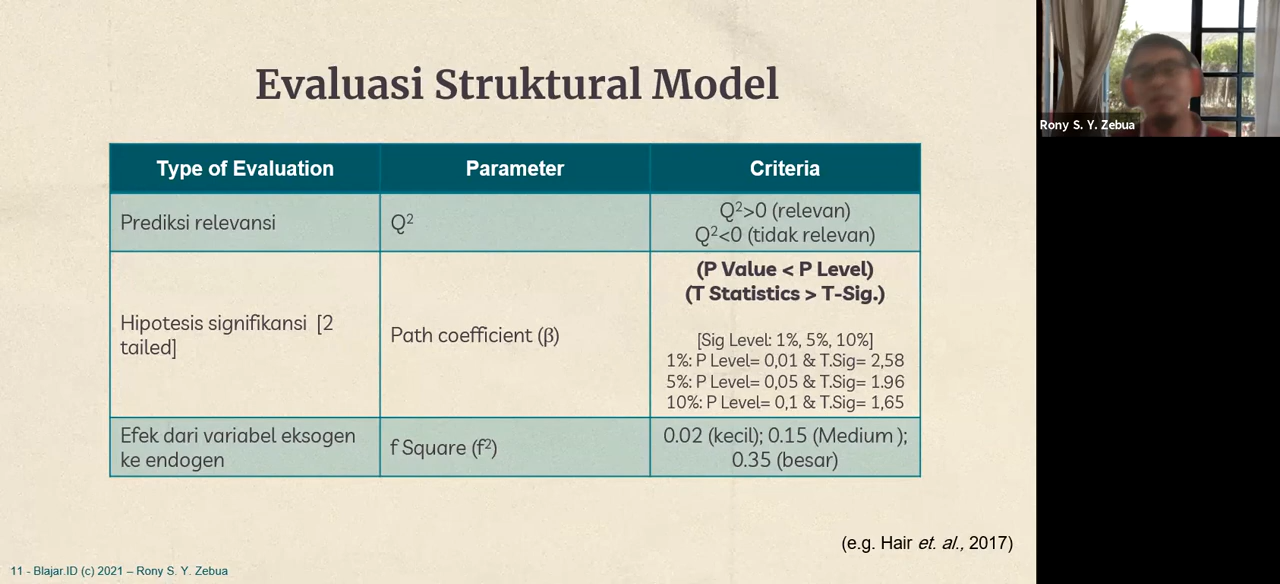 Evaluasi Struktural Model
Type of Evaluation
Parameter
Criteria
Prediksi relevansi
Q²
Q²>0 (relevan)
Q²<0 (tidak relevan)
Hipotesis signifikansi [2
tailed]
Path coefficient (β)
(P Value < P Level)
(T Statistics > T-Sig.)
[Sig Level: 1%, 5%, 10%]
1%: P Level= 0,01 & T.Sig= 2,58
5%: P Level= 0,05 & T.Sig= 1.96
10%: P Level= 0,1 & T.Sig= 1,65
Efek dari variabel eksogen
ke endogen
f Square (f²)
0.02 (kecil); 0.15 (Medium );
0.35 (besar)
(e.g. Hair et. al., 2017)
11 - Blajar.ID (c) 2021 – Rony S. Y. Zebua
Rony S. Y. Zebua